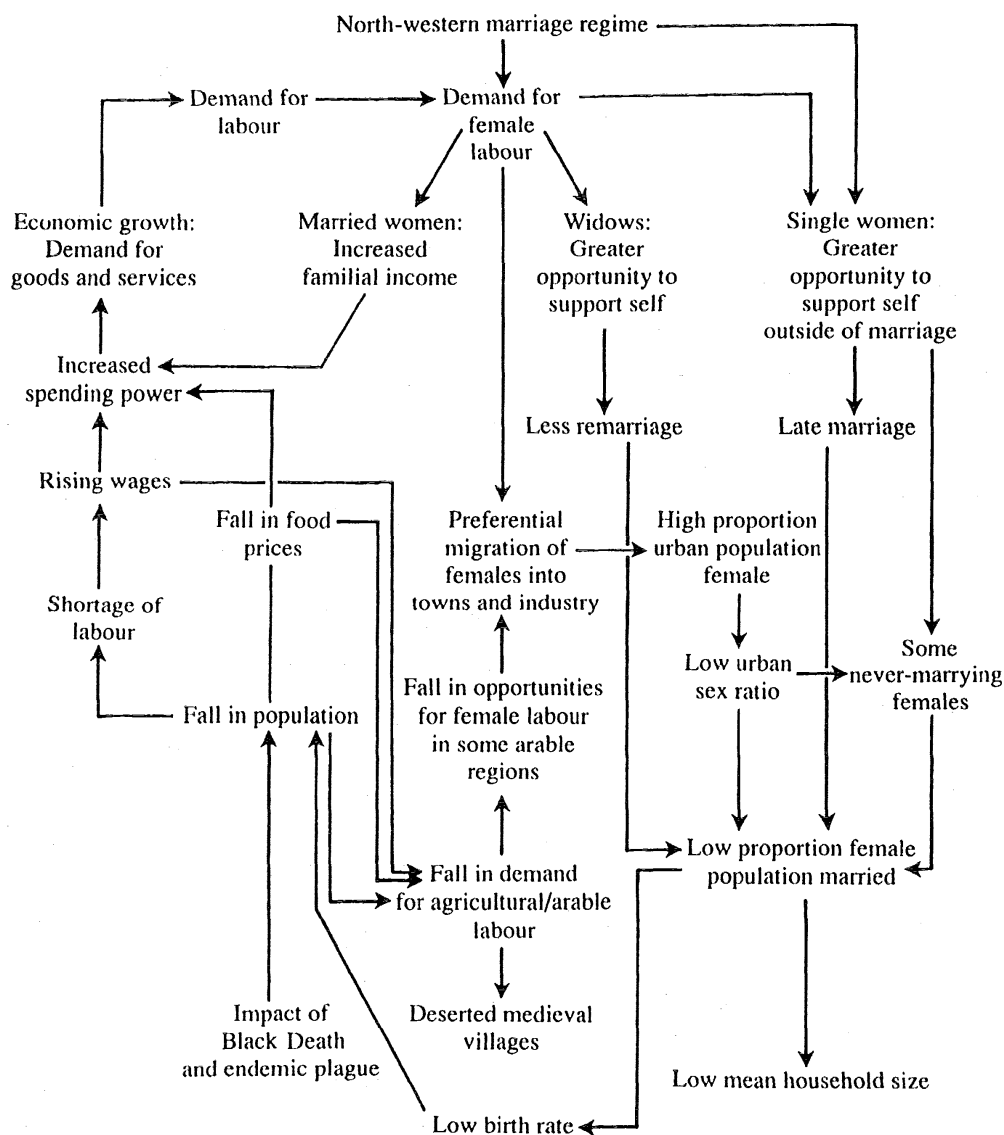 North-western marriage regime
Demand for
labour
Demand for
female
labour
Economic growth:
Demand for
goods and services
Married women:
Increased
familial income
Widows:
Greater
opportunity to
support self
Single women:
Greater
opportunity to
support self
outside of marriage
Increased
spending power
Less remarriage
Late marriage
Rising wages
Fall in food
prices
Preferential
migration of
females into
towns and industry
High proportion
urban population
female
Shortage of
labour
Low urban
sex ratio
Some
never-marrying
females
Fall in population
Fall in opportunities
for female labour
in some arable
regions
Low proportion female
population married
Fall in demand
for agricultural/arable
labour
Impact of
Black Death
and endemic plague
Deserted medieval
villages
Low mean household size
Low birth rate